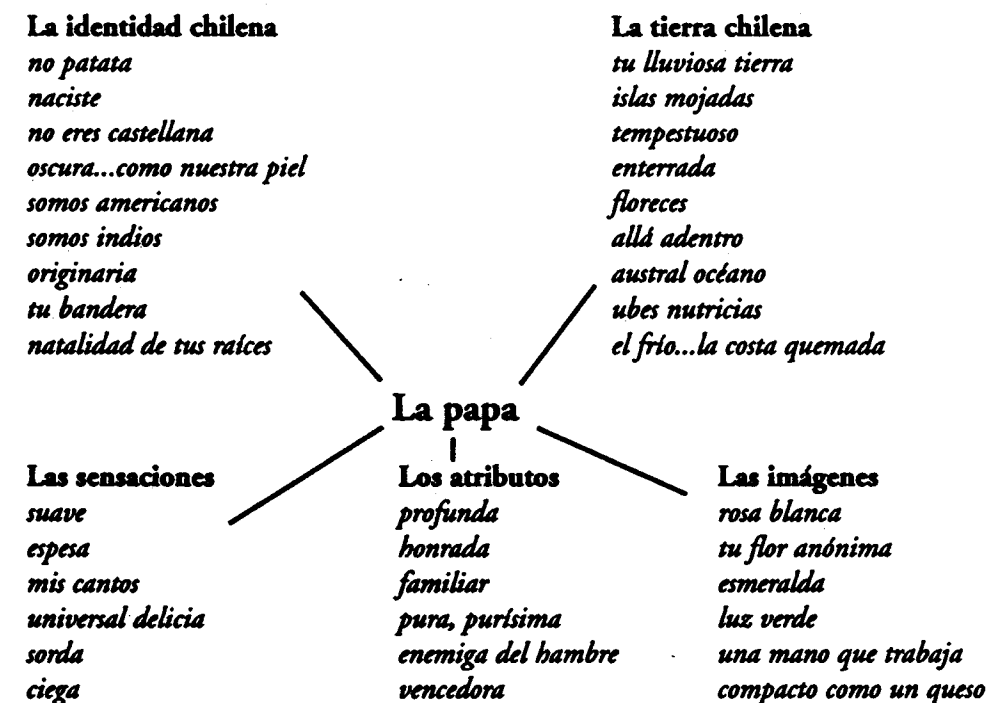 La identidad chilena
no patata
naciste
no eres castellana
oscura...como nuestra piel
somos americanos
somos indios
originaria
tu bandera
natalidad de tus raíces
La tierra chilena
tu lluviosa tierra
islas mojadas
tempestuoso
enterrada
floreces
allá adentro
austral océano
ubes nutricias
el frío...la costa quemada
La papa
Las sensaciones
suave
espesa
mis cantos
universal delicia
sorda
ciega
Los atributos
profunda
honrada
familiar
pura, purísima
enemiga del hambre
vencedora
Las imágenes
rosa blanca
tu flor anónima
esmeralda
luz verde
una mano que trabaja
compacto como un queso